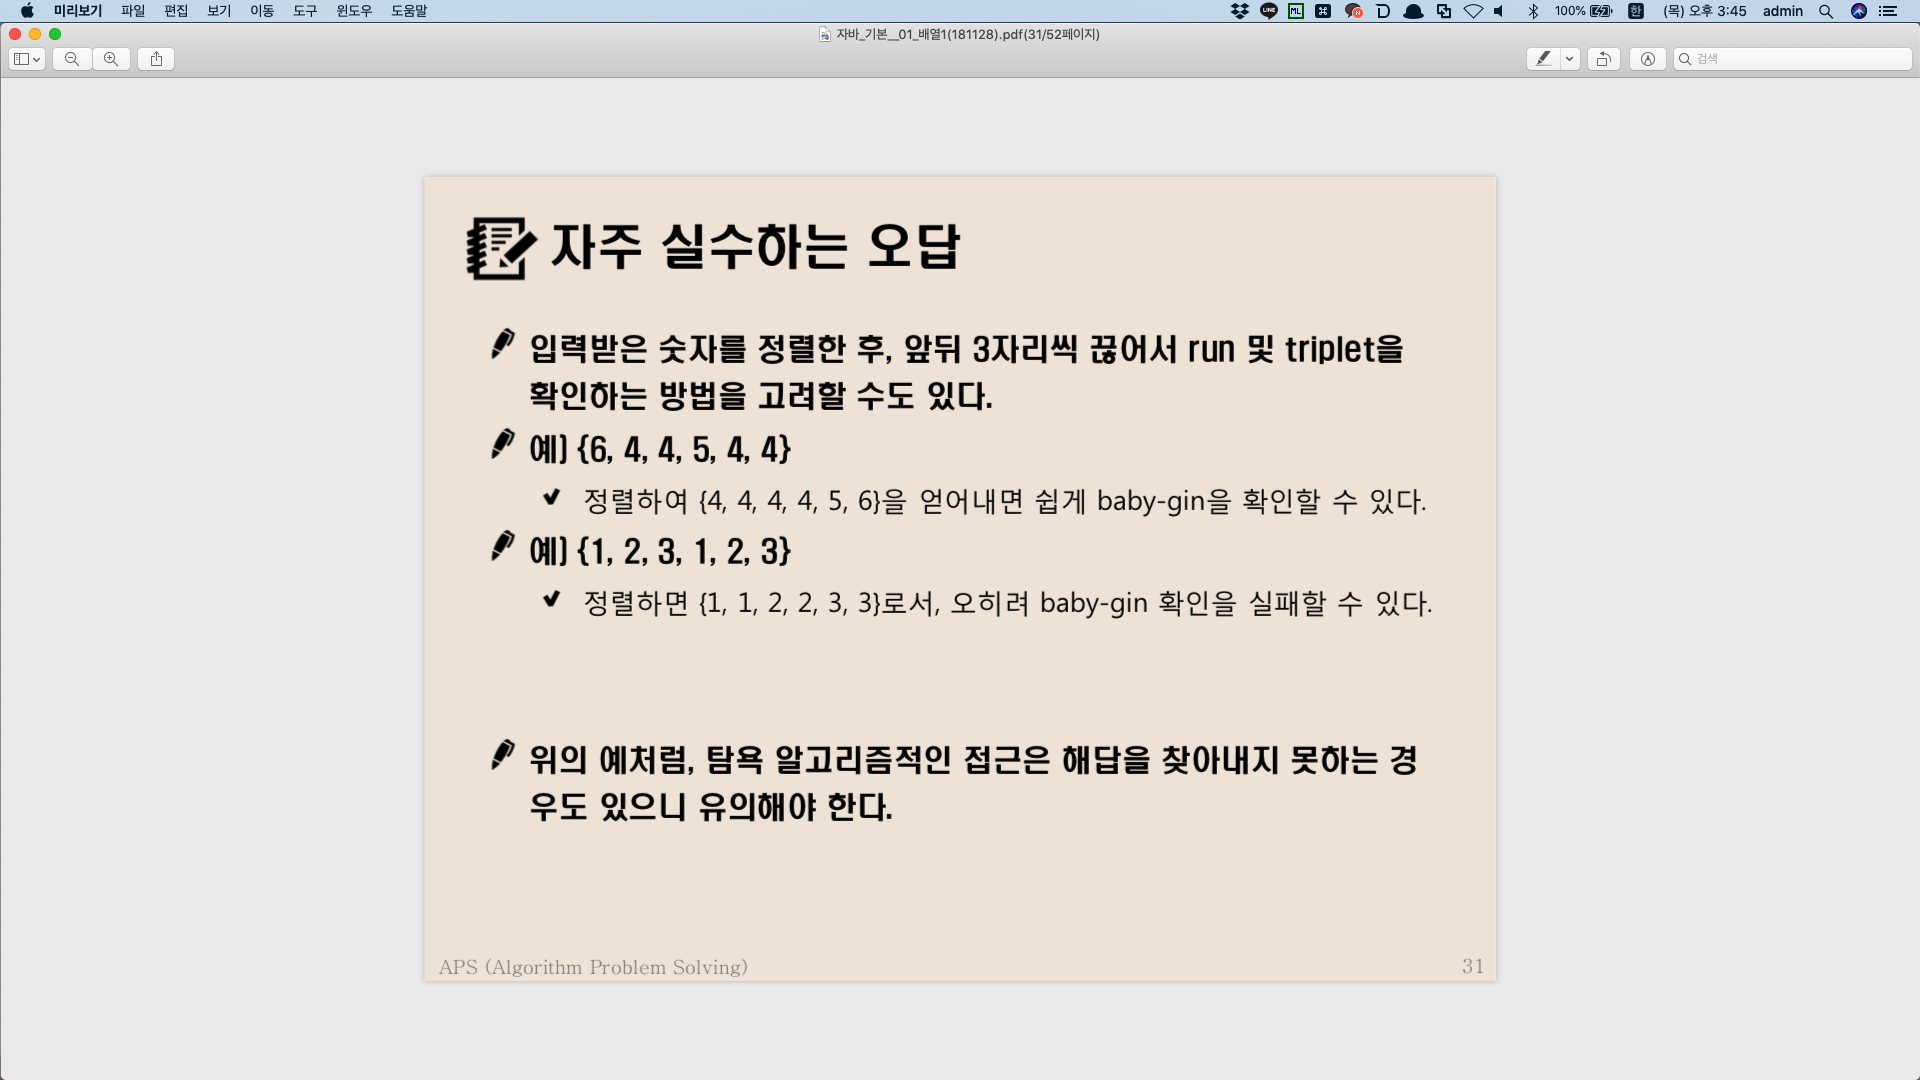 미리보기 파일 편집 보기 이동 도구 윈도우 도움말 LINE ML N 100% 한 (목) 오후 3:45 admin
자바_기본__01_배열1(181128).pdf(31/52페이지)
검색
자주 실수하는 오답
입력받은 숫자를 정렬한 후, 앞뒤 3자리씩 끊어서 run 및 triplet을
확인하는 방법을 고려할 수도 있다.
예) {6, 4, 4, 5, 4, 4}
정렬하여 {4, 4, 4, 4, 5, 6}을 얻어내면 쉽게 baby-gin을 확인할 수 있다.
예) {1, 2, 3, 1, 2, 3}
정렬하면 {1, 1, 2, 2, 3, 3}로서, 오히려 baby-gin 확인을 실패할 수 있다.
위의 예처럼, 탐욕 알고리즘적인 접근은 해답을 찾아내지 못하는 경
우도 있으니 유의해야 한다.
APS (Algorithm Problem Solving) 31